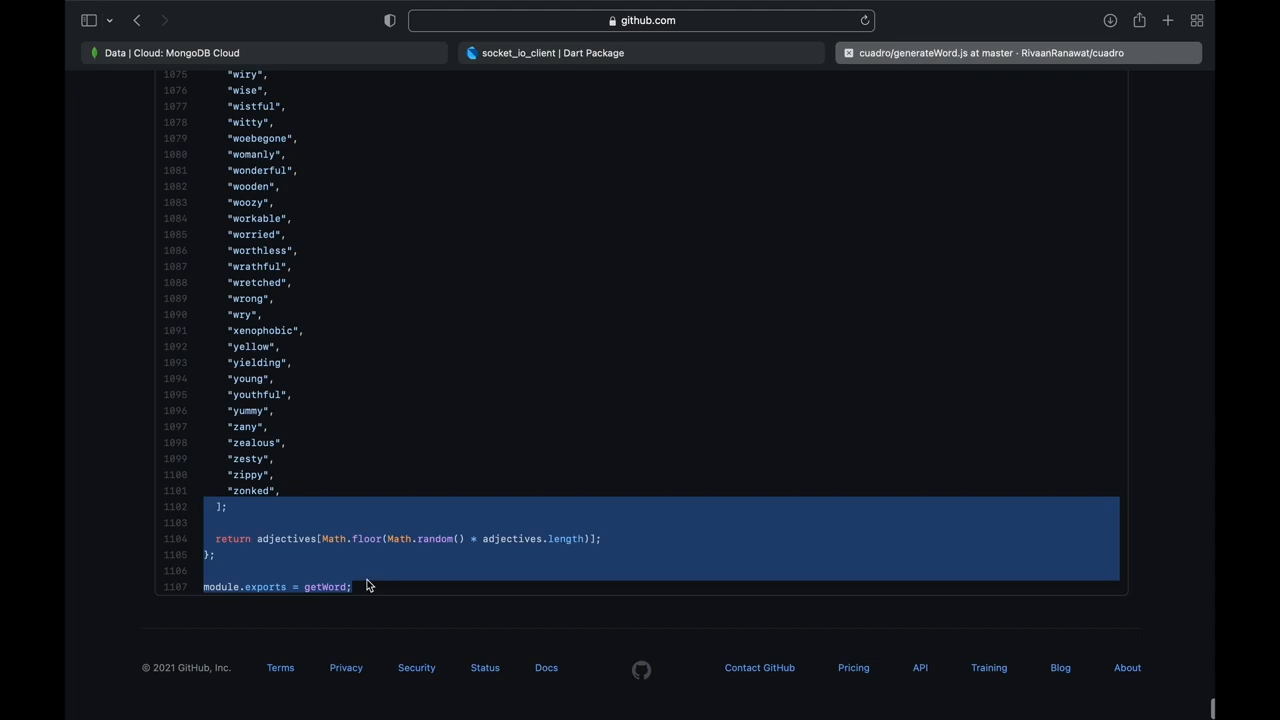 github.com
Data | Cloud: MongoDB Cloud
socket_io_client | Dart Package
cuadro/generateWord.js at master · RivaanRanawat/cuadro
1075 "wiry",
1076 "wise",
1077 "wistful",
1078 "witty",
1079 "woebegone",
1080 "womanly",
1081 "wonderful",
1082 "wooden",
1083 "woozy",
1084 "workable",
1085 "worried",
1086 "worthless",
1087 "wrathful",
1088 "wretched",
1089 "wrong",
1090 "wry",
1091 "xenophobic",
1092 "yellow",
1093 "yielding",
1094 "young",
1095 "youthful",
1096 "yummy",
1097 "zany",
1098 "zealous",
1099 "zesty",
1100 "zippy",
1101 "zonked",
1102 ];
1103
1104 return adjectives[Math.floor(Math.random() * adjectives.length)];
1105 };
1106
1107 module.exports = getWord;
© 2021 GitHub, Inc. Terms Privacy Security Status Docs Contact GitHub Pricing API Training Blog About